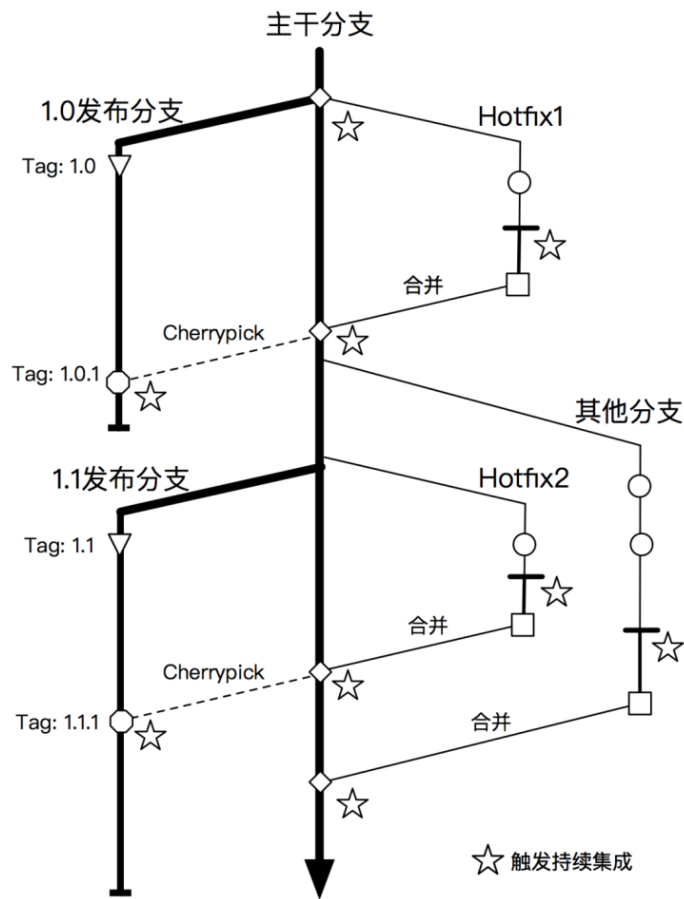 主干分支
1.0发布分支
Hotfix1
Tag: 1.0
合并
Cherrypick
Tag: 1.0.1
其他分支
1.1发布分支
Hotfix2
Tag: 1.1
合并
Cherrypick
Tag: 1.1.1
合并
触发持续集成